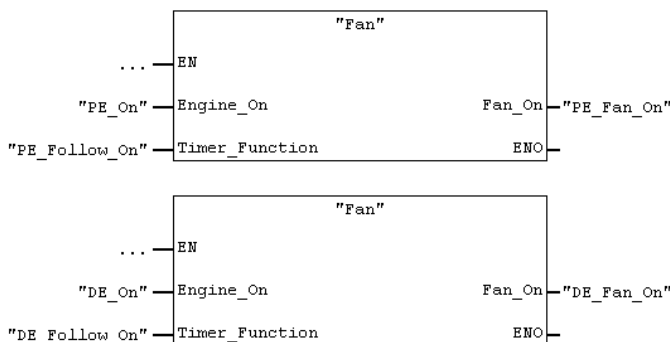 "Fan"
... EN
"PE_On" Engine_On Fan_On "PE_Fan_On"
"PE_Follow_On" Timer_Function ENO
"Fan"
... EN
"DE_On" Engine_On Fan_On "DE_Fan_On"
"DE_Follow_On" Timer_Function ENO